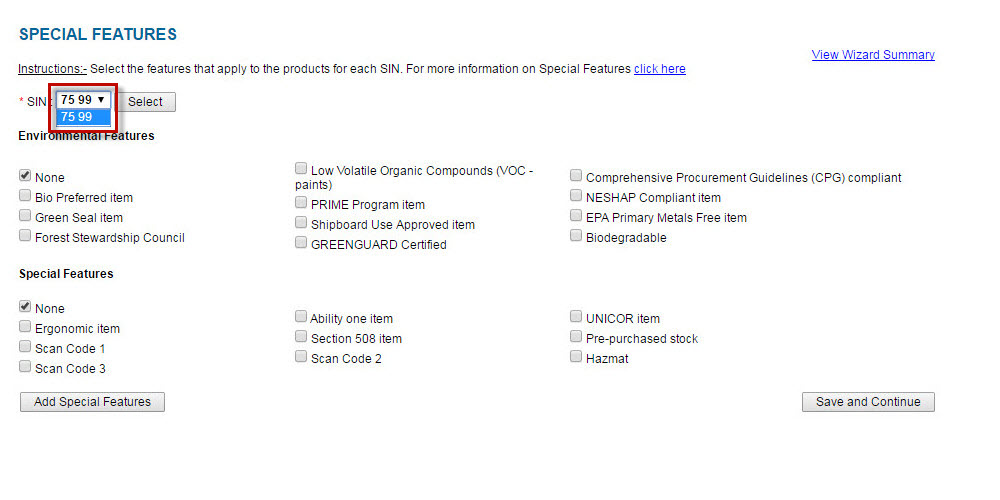 SPECIAL FEATURES
View Wizard Summary
Instructions:- Select the features that apply to the products for each SIN. For more information on Special Features click here
* SIN: 75 99 ▼ Select
75 99
Environmental Features
None
Bio Preferred item
Green Seal item
Forest Stewardship Council
Low Volatile Organic Compounds (VOC -
paints)
PRIME Program item
Shipboard Use Approved item
GREENGUARD Certified
Comprehensive Procurement Guidelines (CPG) compliant
NESHAP Compliant item
EPA Primary Metals Free item
Biodegradable
Special Features
None
Ergonomic item
Scan Code 1
Scan Code 3
Ability one item
Section 508 item
Scan Code 2
UNICOR item
Pre-purchased stock
Hazmat
Add Special Features
Save and Continue